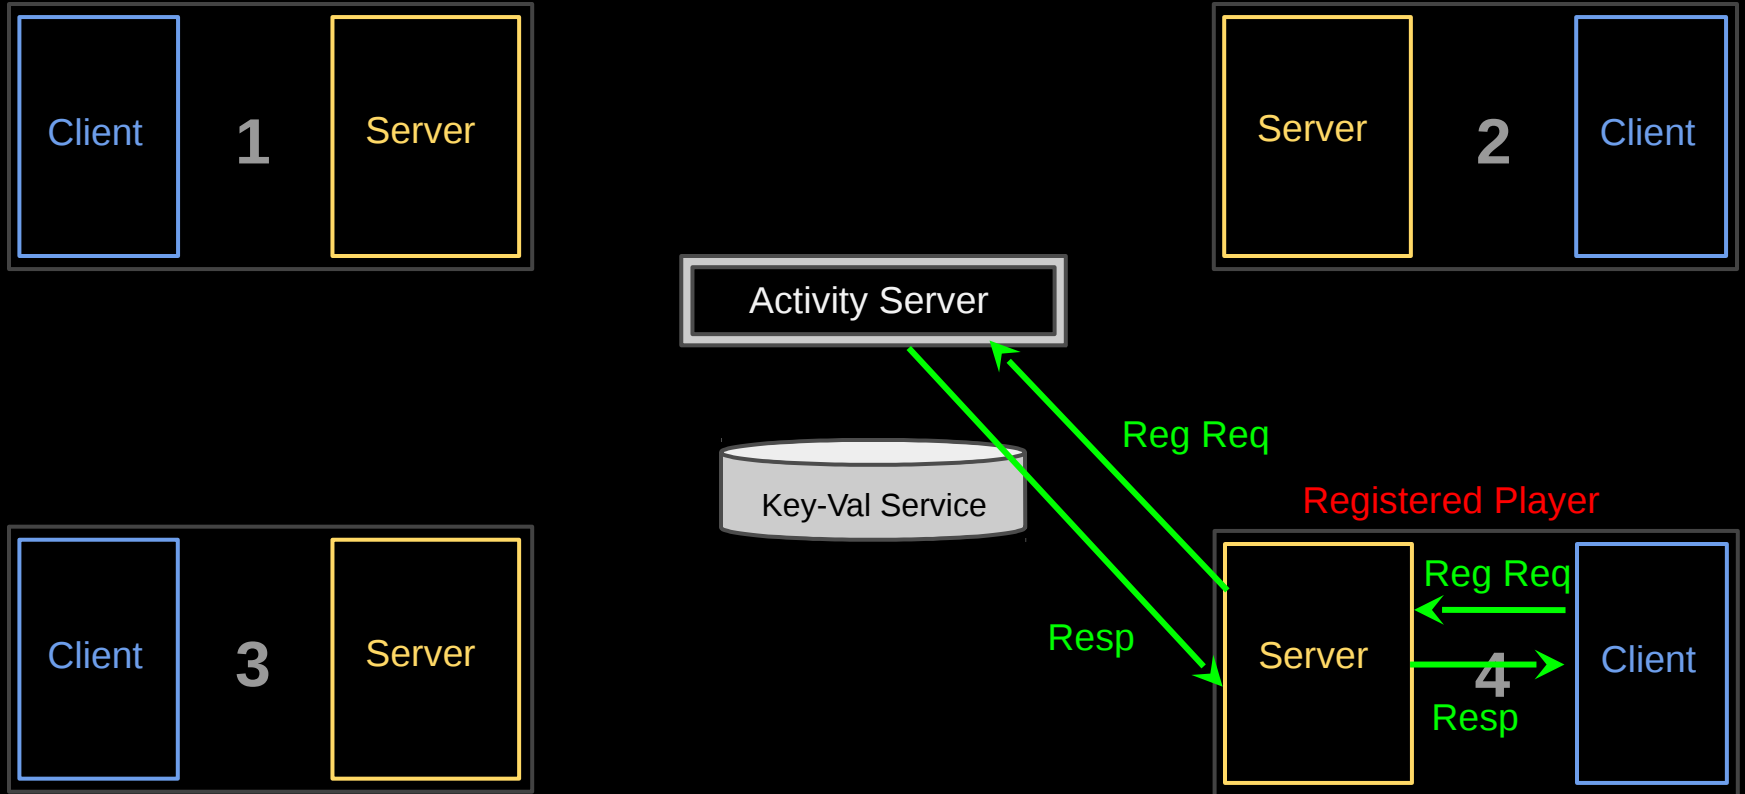 Client
1
Server
Server
2
Client
Activity Server
Reg Req
Key-Val Service
Registered Player
Reg Req
Client
3
Server
Resp
Server
4
Client
Resp